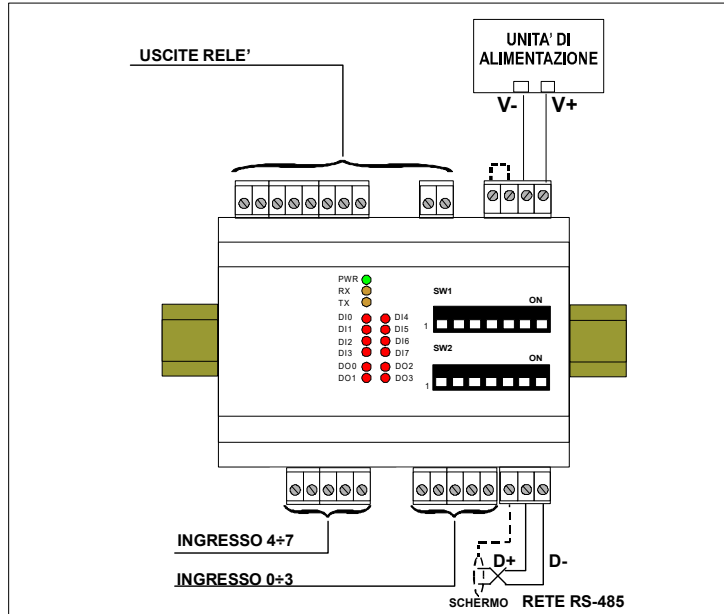 UNITA' DI
ALIMENTAZIONE
USCITE RELE'
V- V+
PWR
RX
TX
SW1
ON
DI0 DI4
DI1 DI5
1
DI2 DI6
DI3 DI7
SW2
ON
DO0 DO2
DO1 DO3
1
INGRESSO 4÷7
D+ D-
INGRESSO 0÷3
SCHERMO RETE RS-485